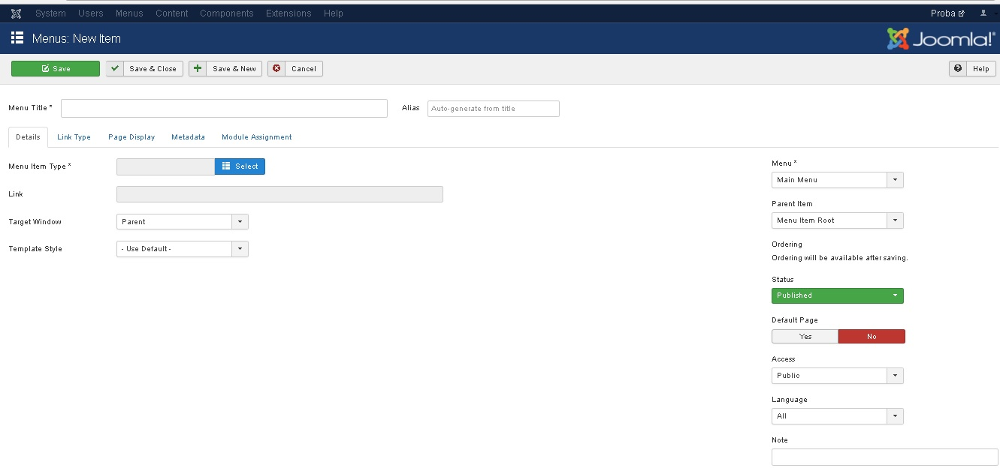 System Users Menus Content Components Extensions Help Proba
Menus: New Item Joomla!®
Save Save & Close Save & New Cancel Help
Menu Title * Alias Auto-generate from title
Details Link Type Page Display Metadata Module Assignment
Menu Item Type * Select
Link
Target Window Parent
Template Style - Use Default -
Menu *
Main Menu
Parent Item
Menu Item Root
Ordering
Ordering will be available after saving.
Status
Published
Default Page
Yes No
Access
Public
Language
All
Note